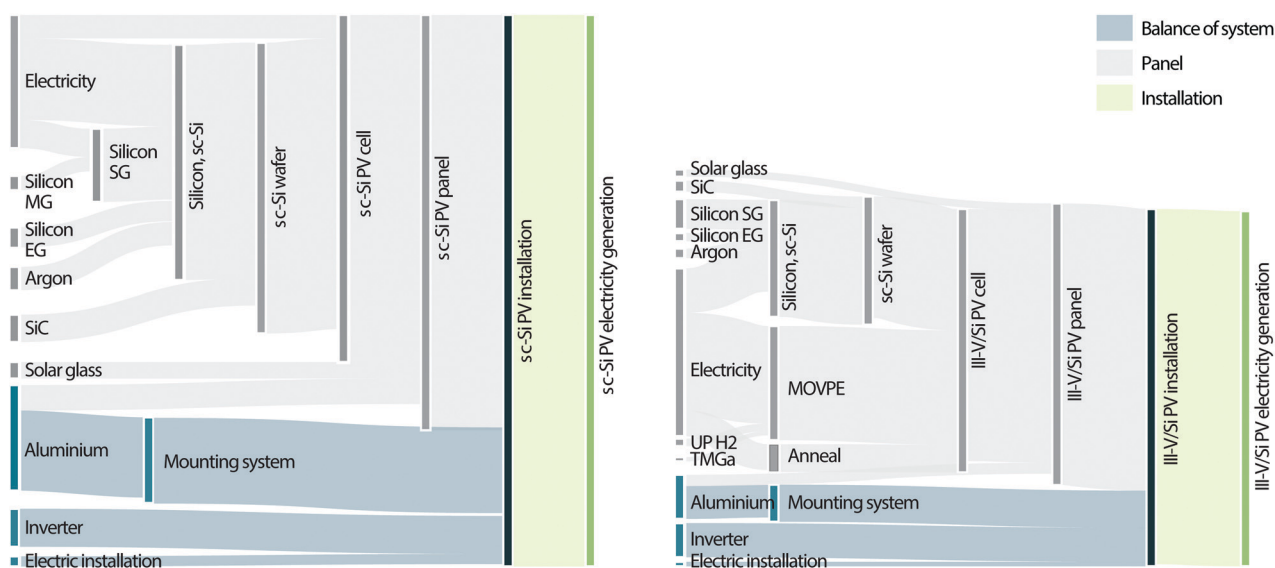 Electricity
Silicon
SG
Silicon
MG
Silicon
EG
Argon
SiC
Solar glass
Aluminium
Mounting system
Inverter
Electric installation
Silicon, sc-Si
sc-Si wafer
sc-Si PV cell
sc-Si PV panel
sc-Si PV installation
sc-Si PV electricity generation
Balance of system
Panel
Installation
Solar glass
SiC
Silicon SG
Silicon EG
Argon
Electricity
UP H2
TMGa
Aluminium
Inverter
Electric installation
Silicon, sc-Si
MOVPE
Anneal
Mounting system
sc-Si wafer
III-V/Si PV cell
III-V/Si PV panel
III-V/Si PV installation
III-V/Si PV electricity generation